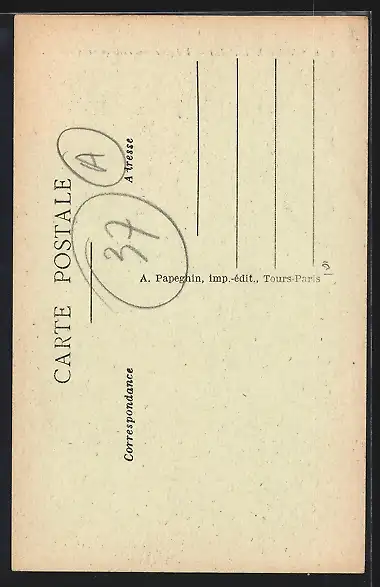 CARTE POSTALE
Correspondance
Adresse
A. Papeghin, imp.-édit., Tours-Paris
A
37